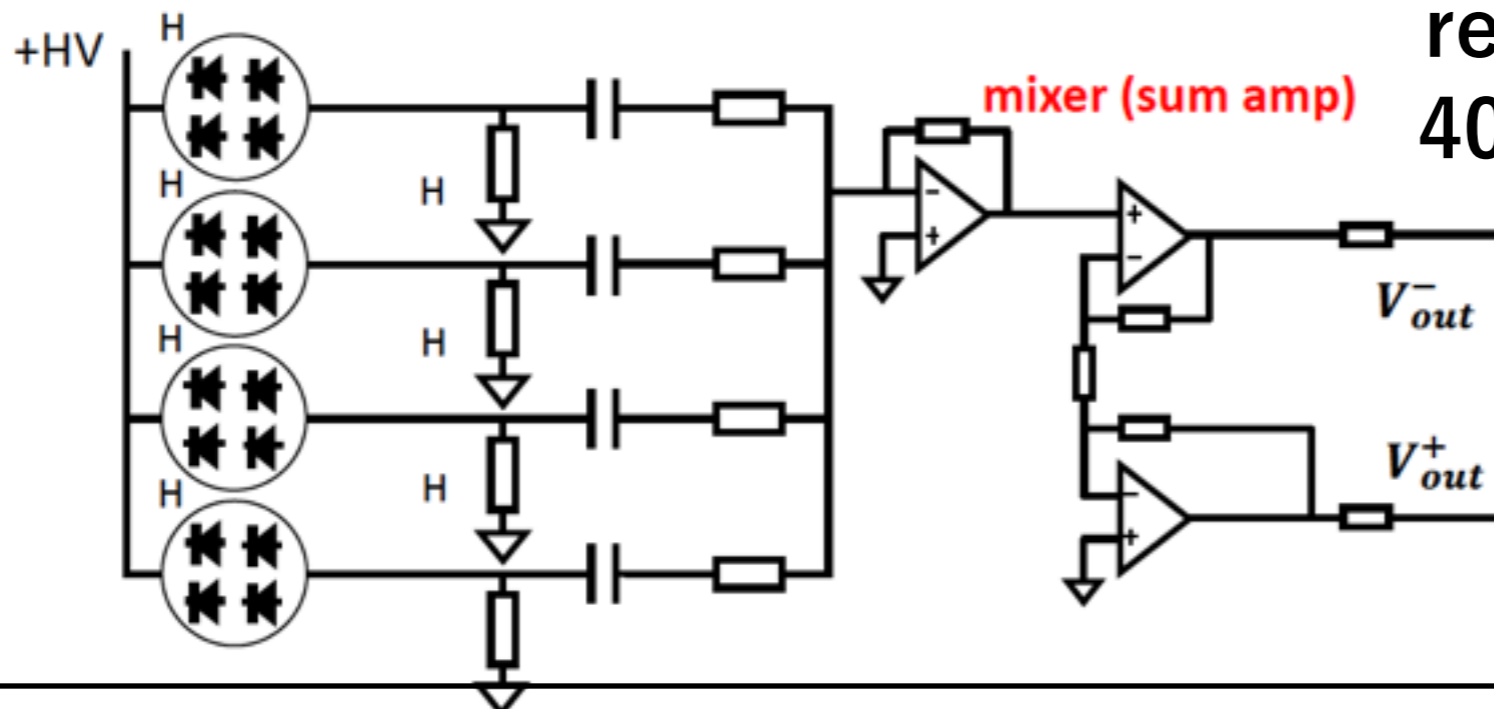 H
+HV
re
mixer (sum amp)
40
H
H
H
V⁻out
H
H
V⁺out
H
H
- + + - - +